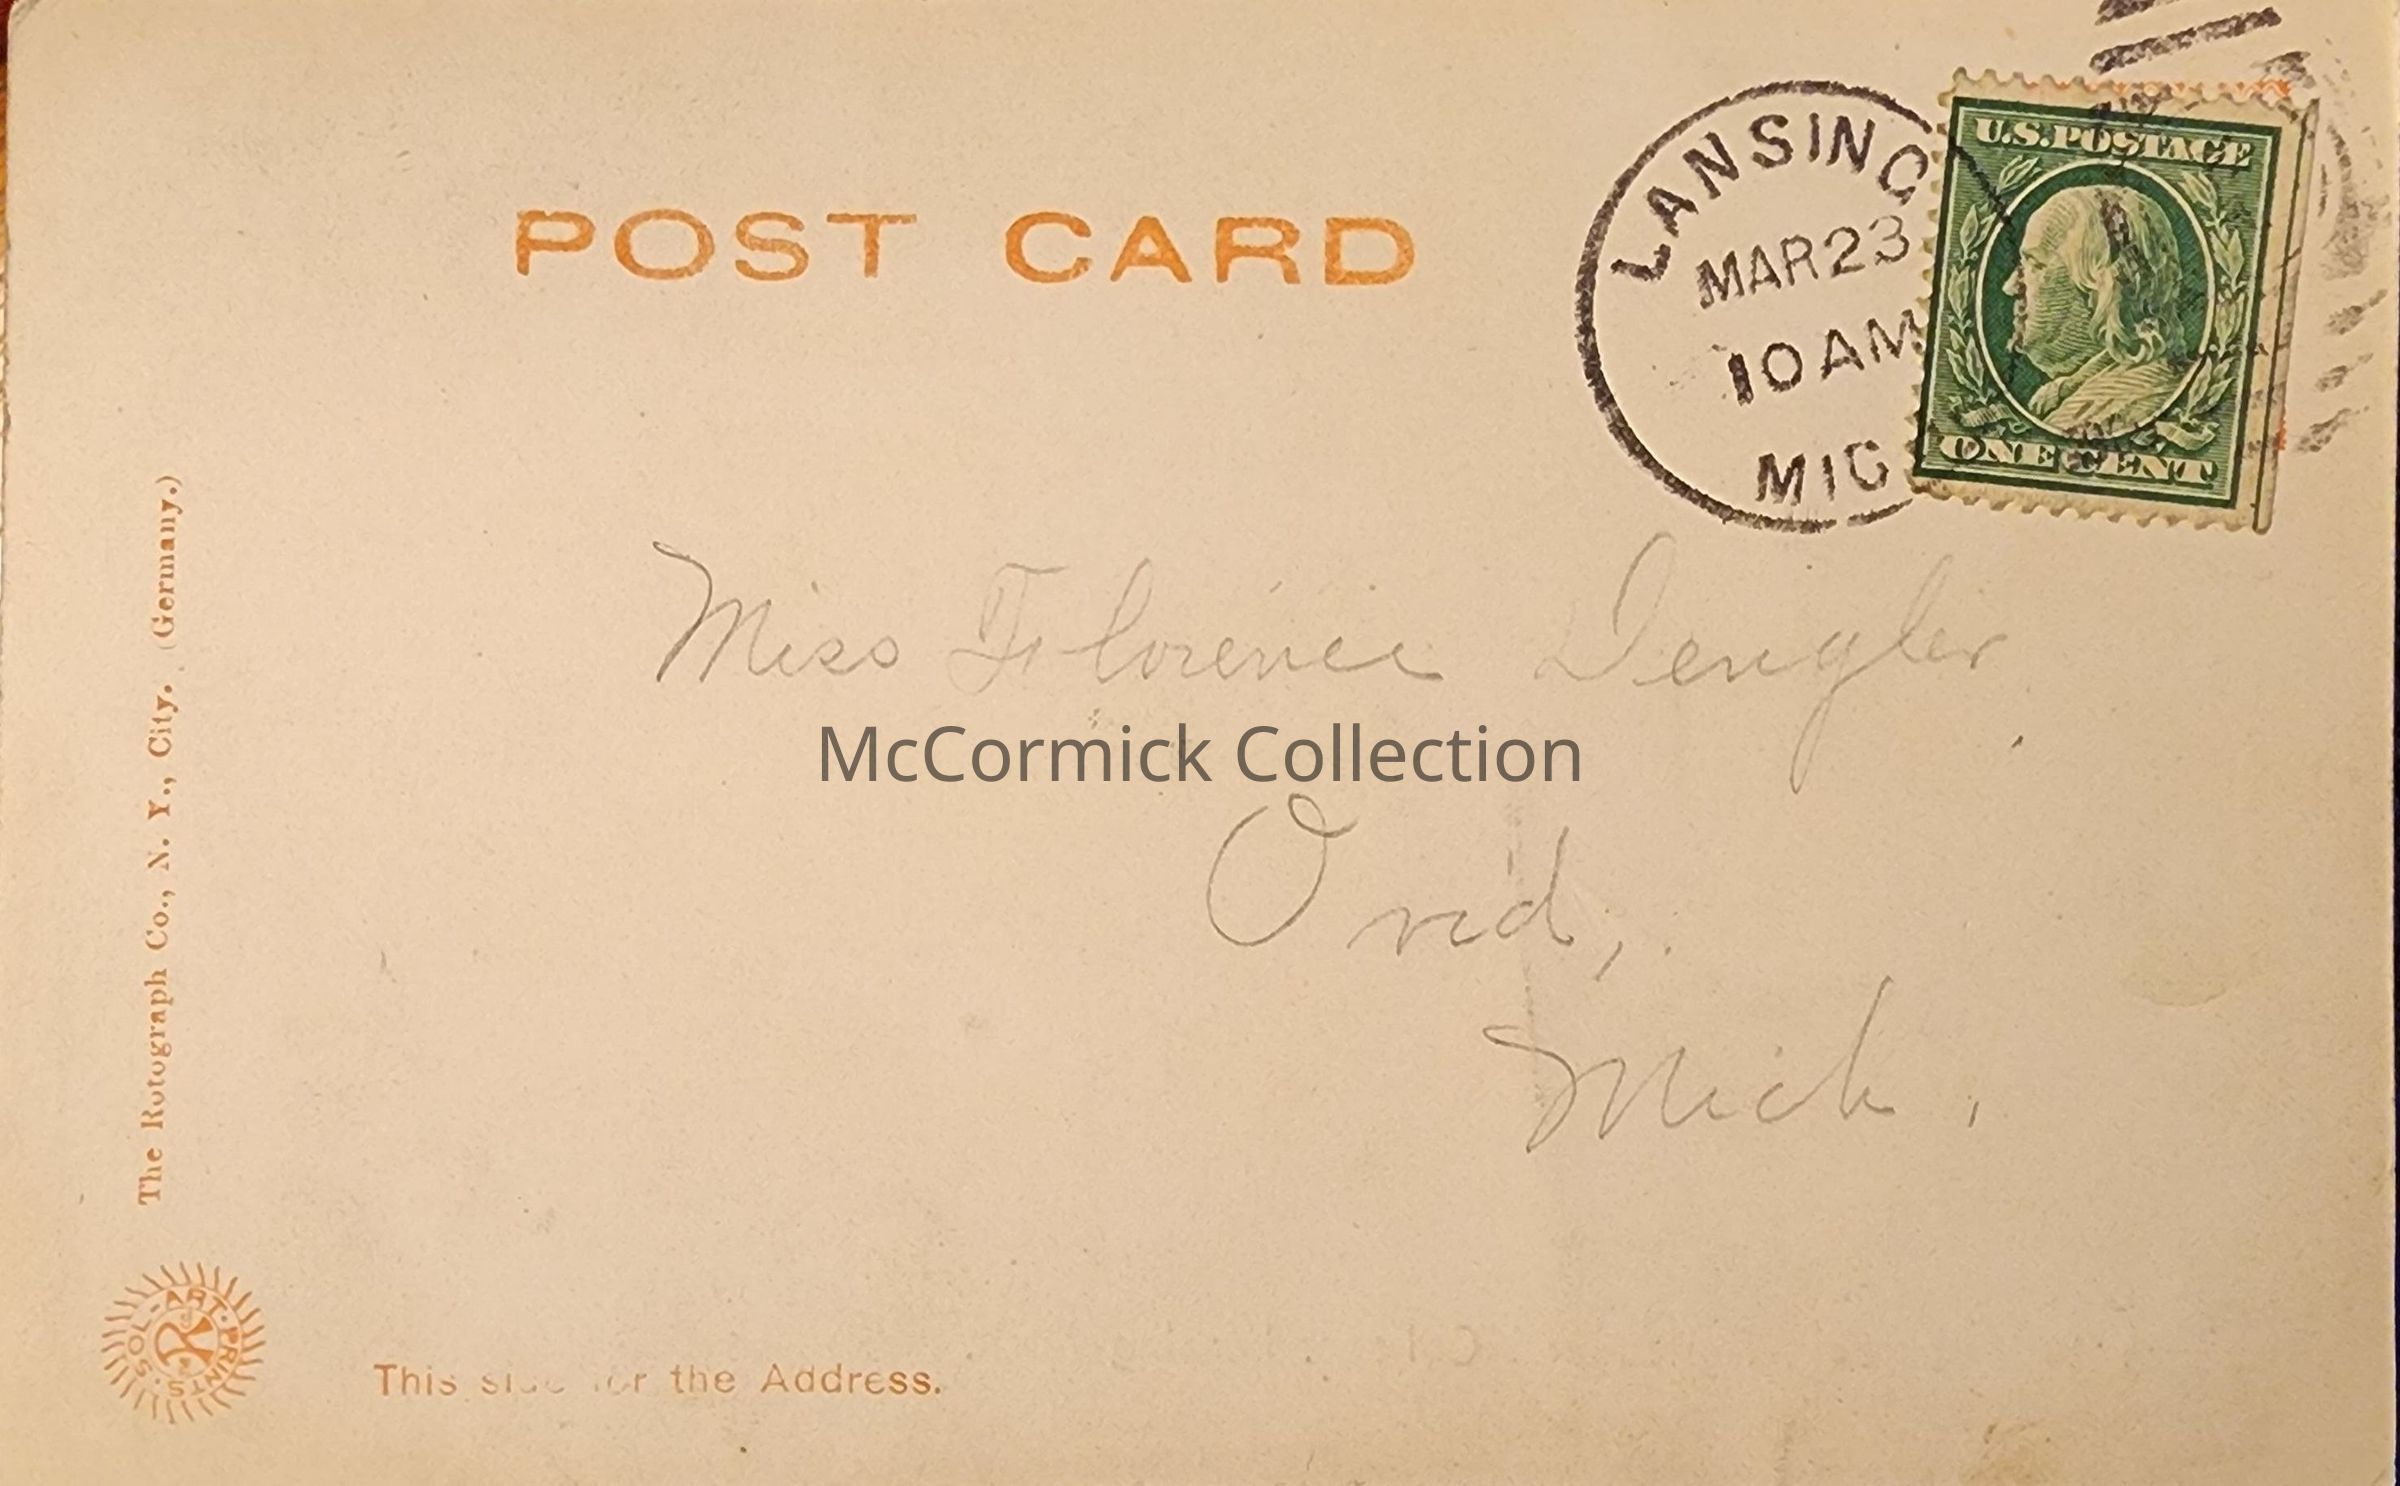 POST CARD
LANSING
MAR 23
10 AM
MIC
U.S. POSTAGE
ONE CENT
Miss Florence Dengler
McCormick Collection
Ovid,
Mich.
The Rotograph Co., N. Y., City. (Germany.)
SOL-ART-PRINTS
R
This side for the Address.